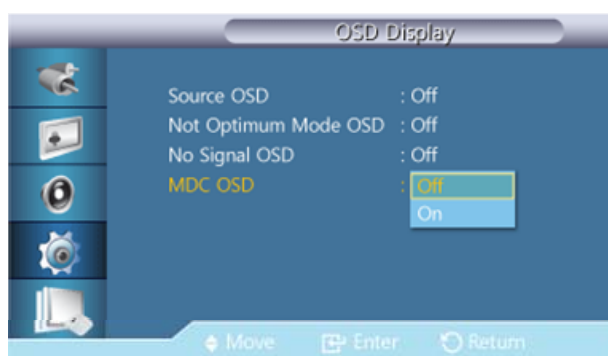 OSD Display
Source OSD : Off
Not Optimum Mode OSD : Off
No Signal OSD : Off
MDC OSD : Off
On
Move Enter Return